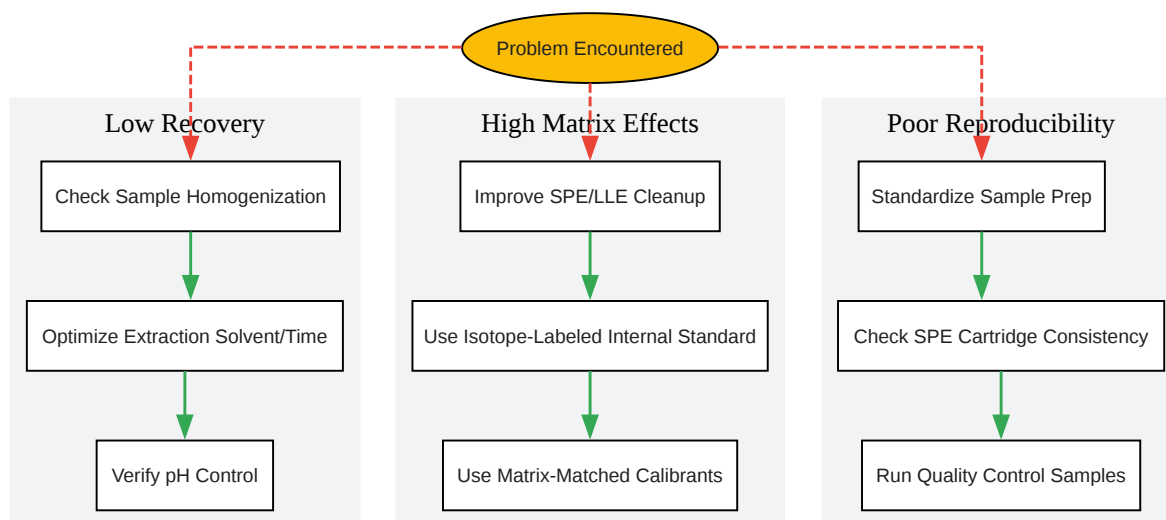 Problem Encountered
Low Recovery
Check Sample Homogenization
Optimize Extraction Solvent/Time
Verify pH Control
High Matrix Effects
Improve SPE/LLE Cleanup
Use Isotope-Labeled Internal Standard
Use Matrix-Matched Calibrants
Poor Reproducibility
Standardize Sample Prep
Check SPE Cartridge Consistency
Run Quality Control Samples